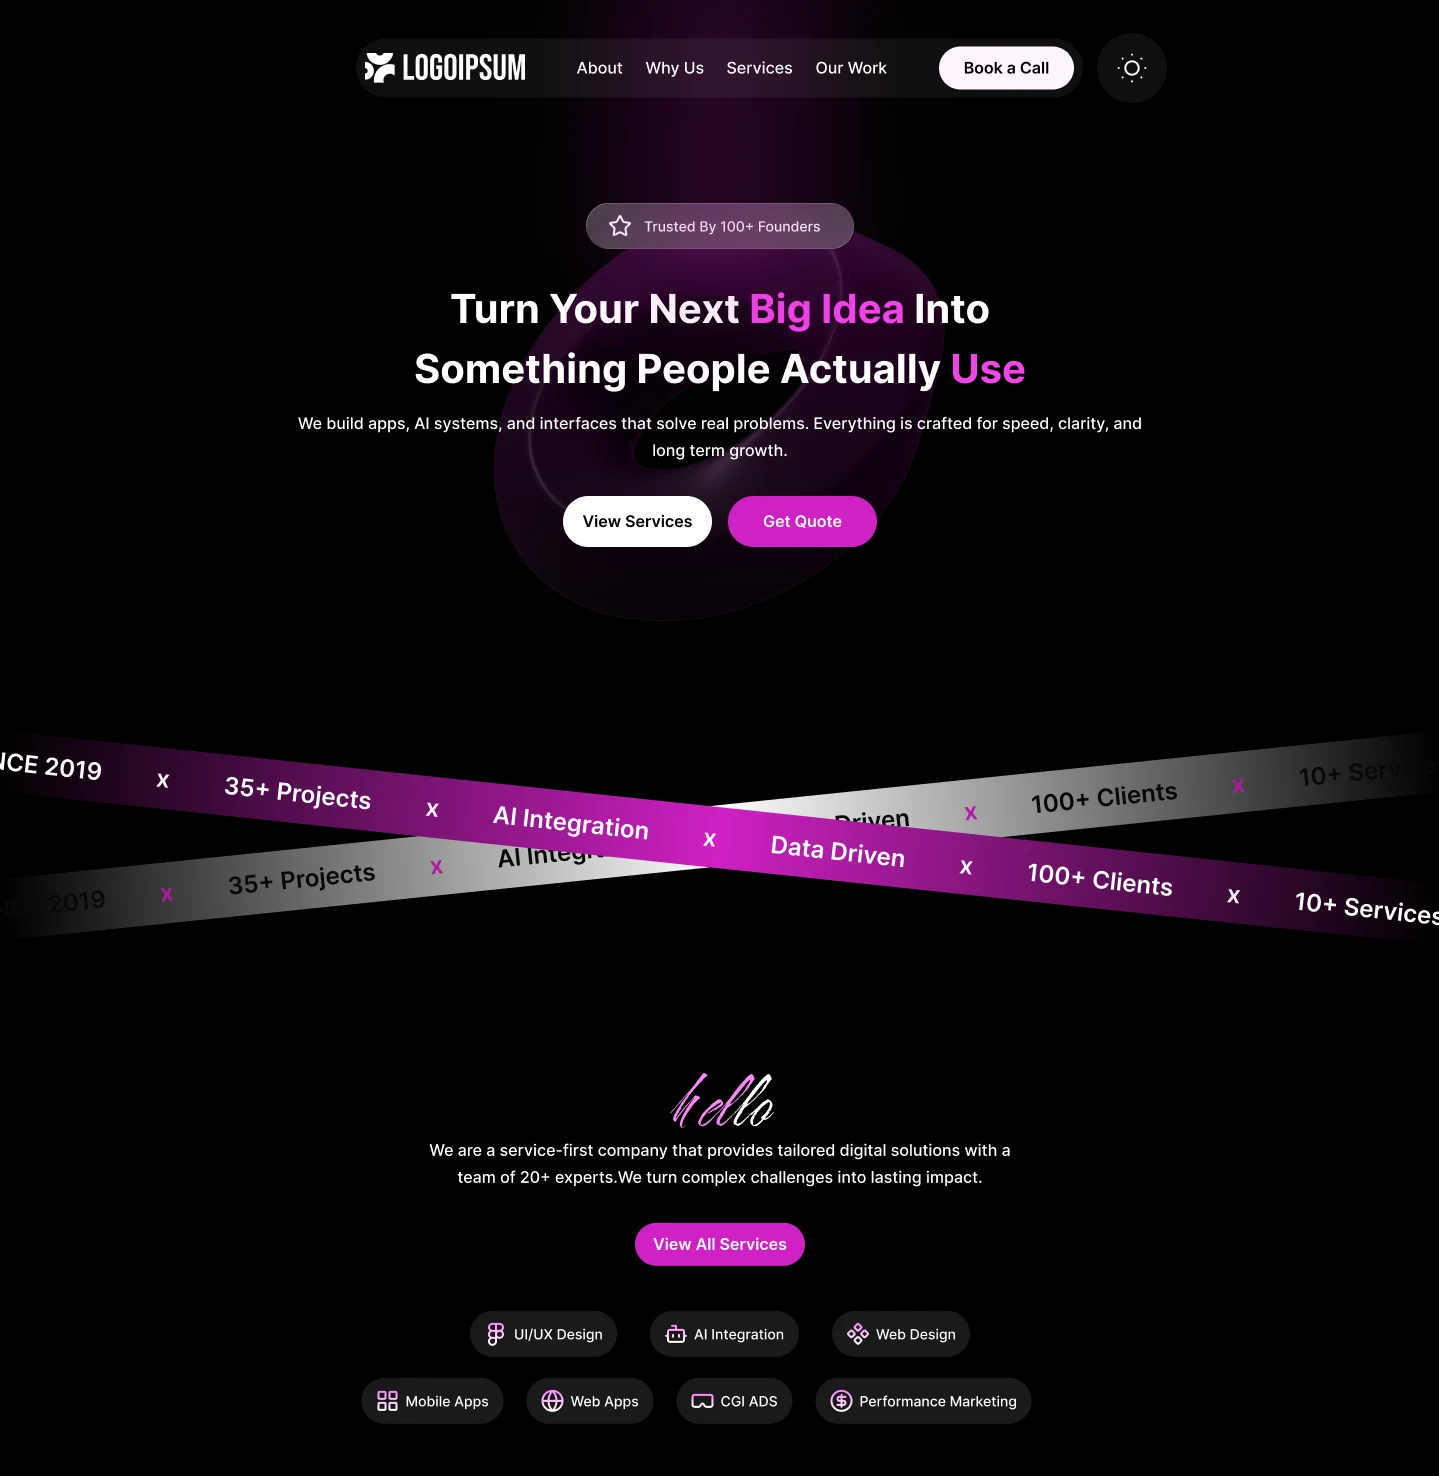 LOGOIPSUM
About
Why Us
Services
Our Work
Book a Call
Trusted By 100+ Founders
Turn Your Next Big Idea Into
Something People Actually Use
We build apps, AI systems, and interfaces that solve real problems. Everything is crafted for speed, clarity, and
long term growth.
View Services
Get Quote
2019 x 35+ Projects x AI Integration x Data Driven x 100+ Clients x 10+ Services
2019 x 35+ Projects x AI Driven x 100+ Clients x 10+
hello
We are a service-first company that provides tailored digital solutions with a
team of 20+ experts.We turn complex challenges into lasting impact.
View All Services
UI/UX Design
AI Integration
Web Design
Mobile Apps
Web Apps
CGI ADS
Performance Marketing